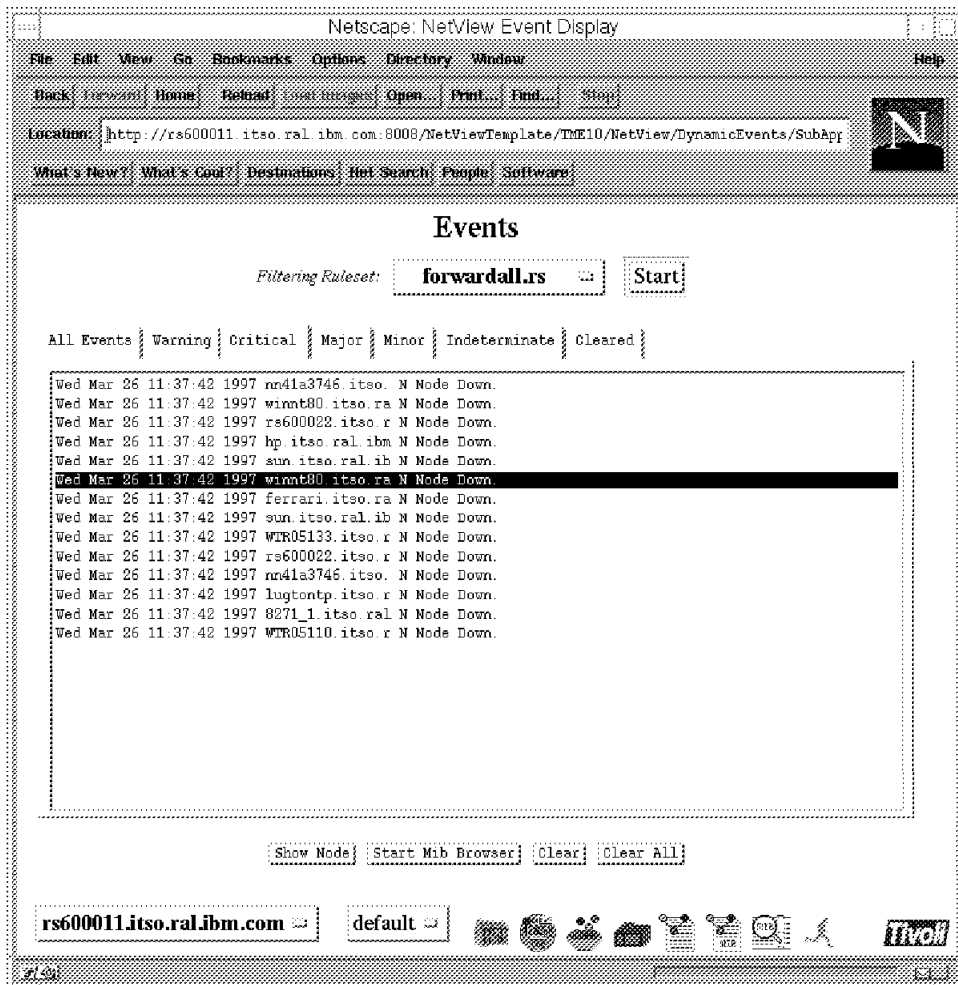 Netscape: NetView Event Display
File Edit View Go Bookmarks Options Directory Window Help
Back Forward Home Reload Load Images Open... Print... Find... Stop
Location: http://rs600011.itso.ral.ibm.com:8008/NetViewTemplate/TME10/NetView/DynamicEvents/SubApp
N
What's New? What's Cool? Destinations Net Search People Software
Events
Filtering Ruleset: forwardall.rs Start
All Events Warning Critical Major Minor Indeterminate Cleared
Wed Mar 26 11:37:42 1997 nn41a3746.itso. N Node Down.
Wed Mar 26 11:37:42 1997 winnt80.itso.ra N Node Down.
Wed Mar 26 11:37:42 1997 rs600022.itso.r N Node Down.
Wed Mar 26 11:37:42 1997 hp.itso.ral.ibm N Node Down.
Wed Mar 26 11:37:42 1997 sun.itso.ral.ib N Node Down.
Wed Mar 26 11:37:42 1997 winnt80.itso.ra N Node Down.
Wed Mar 26 11:37:42 1997 ferrari.itso.ra N Node Down.
Wed Mar 26 11:37:42 1997 sun.itso.ral.ib N Node Down.
Wed Mar 26 11:37:42 1997 WTR05133.itso.r N Node Down.
Wed Mar 26 11:37:42 1997 rs600022.itso.r N Node Down.
Wed Mar 26 11:37:42 1997 nn41a3746.itso. N Node Down.
Wed Mar 26 11:37:42 1997 lugtontp.itso.r N Node Down.
Wed Mar 26 11:37:42 1997 8271_1.itso.ral N Node Down.
Wed Mar 26 11:37:42 1997 WTR05110.itso.r N Node Down.
Show Node Start Mib Browser Clear Clear All
rs600011.itso.ral.ibm.com default Tivoli